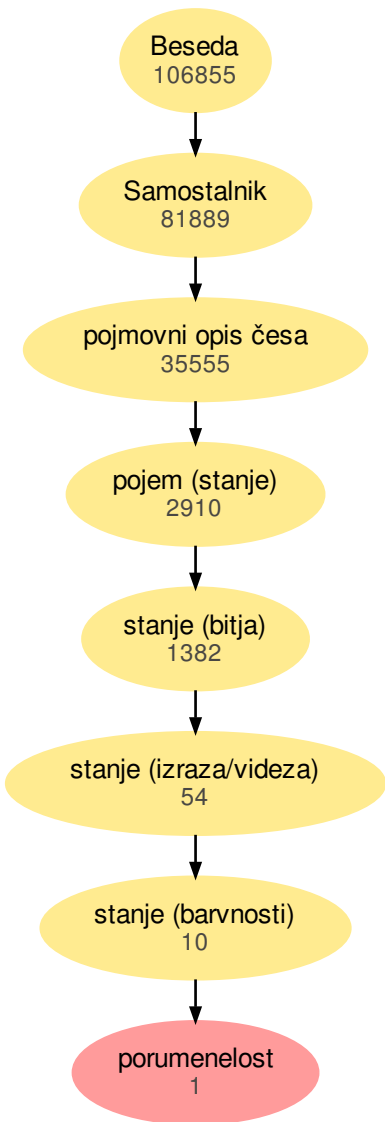 Beseda
106855
Samostalnik
81889
pojmovni opis česa
35555
pojem (stanje)
2910
stanje (bitja)
1382
stanje (izraza/videza)
54
stanje (barvnosti)
10
porumenelost
1